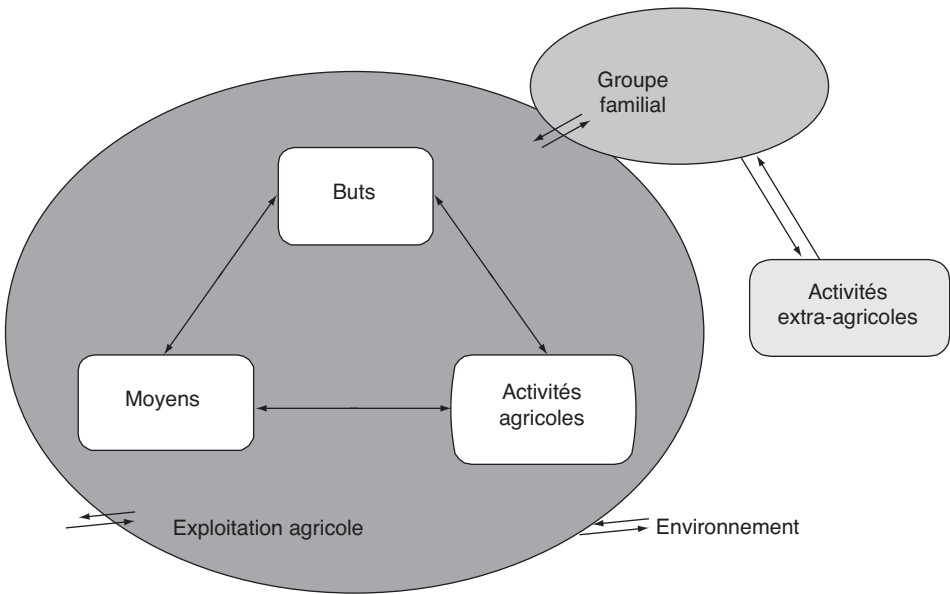 Groupe
familial
Buts
Activités
extra-agricoles
Moyens
Activités
agricoles
Exploitation agricole
Environnement